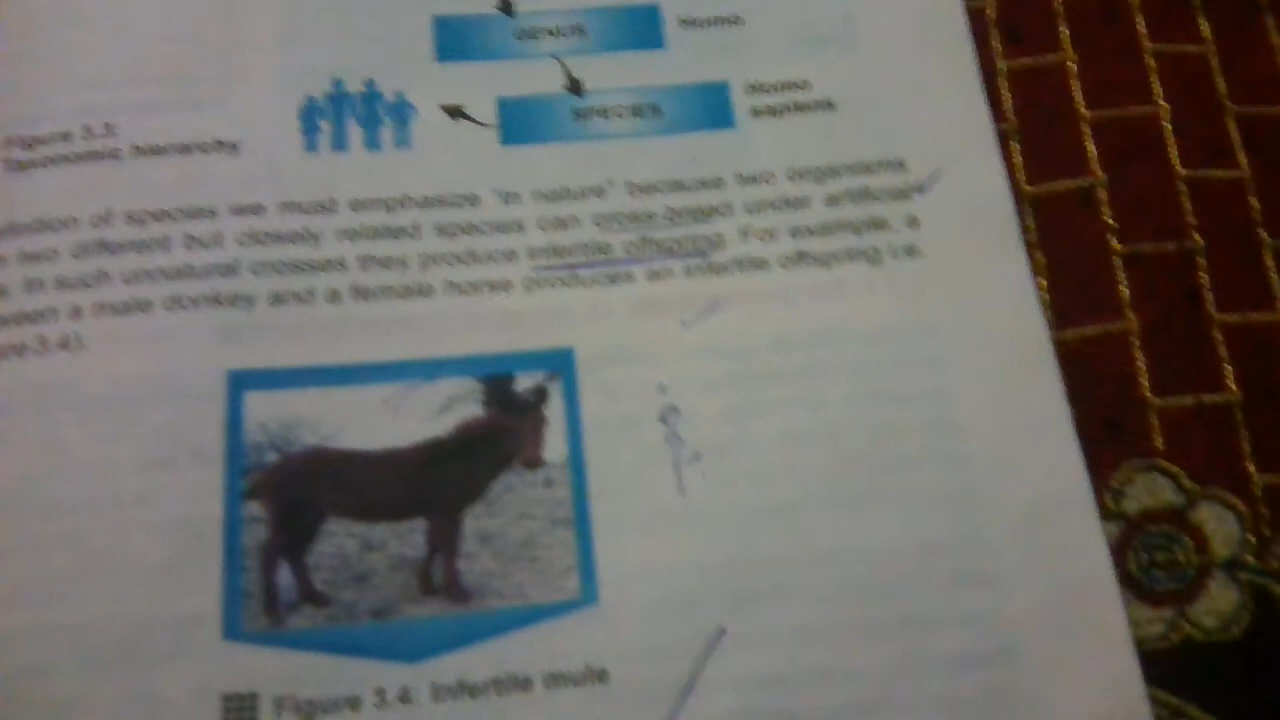 GENUS
Homo
SPECIES
Homo
sapiens
Figure 3.3:
Taxonomic hierarchy
of species we must emphasize "in nature" because two organisms
two different but closely related species can cross-breed under artificial
. In such unnatural crosses they produce infertile offspring. For example, a
ween a male donkey and a female horse produces an infertile offspring i.e.
ure 3.4).
Figure 3.4: Infertile mule